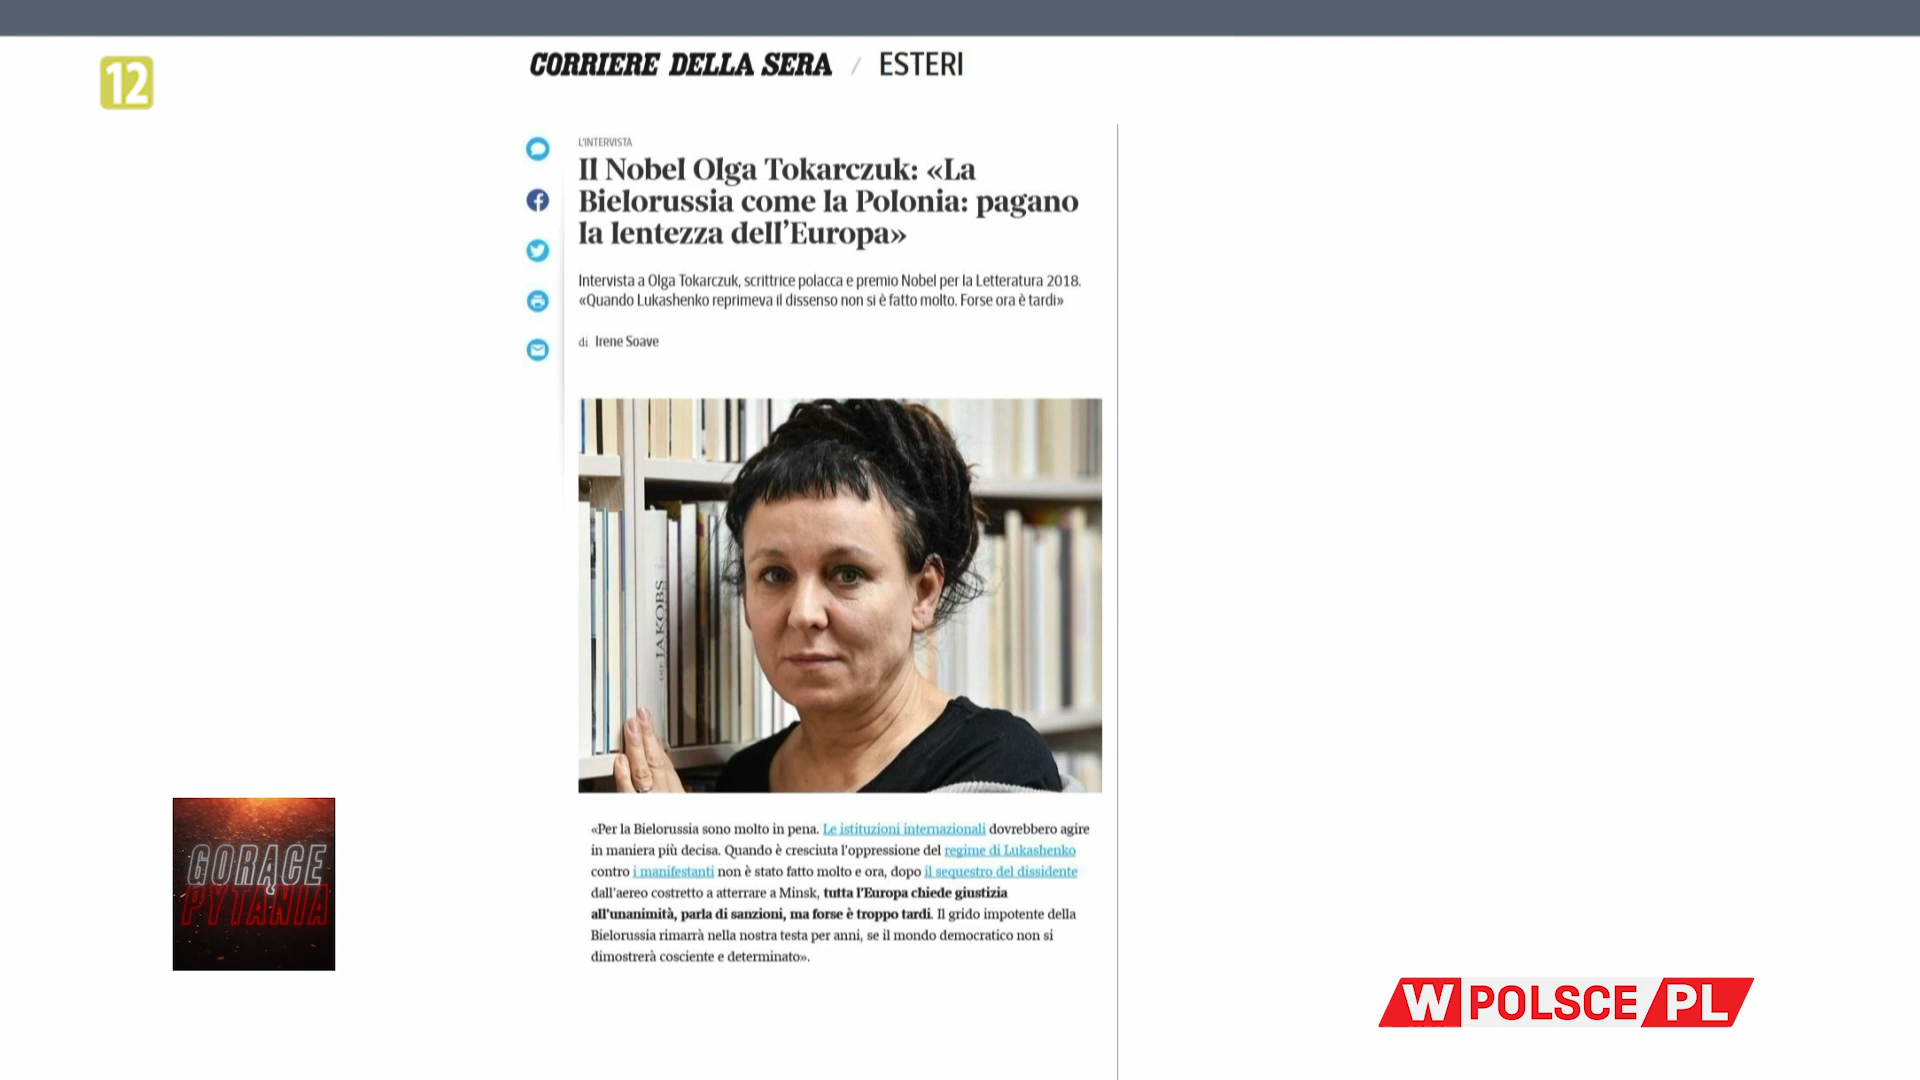 12
CORRIERE DELLA SERA / ESTERI
L'INTERVISTA
Il Nobel Olga Tokarczuk: «La
Bielorussia come la Polonia: pagano
la lentezza dell'Europa»
Intervista a Olga Tokarczuk, scrittrice polacca e premio Nobel per la Letteratura 2018.
«Quando Lukashenko reprimeva il dissenso non si è fatto molto. Forse ora è tardi»
di Irene Soave
JAKOBS
«Per la Bielorussia sono molto in pena. Le istituzioni internazionali dovrebbero agire
in maniera più decisa. Quando è cresciuta l'oppressione del regime di Lukashenko
contro i manifestanti non è stato fatto molto e ora, dopo il sequestro del dissidente
dall'aereo costretto a atterrare a Minsk, tutta l'Europa chiede giustizia
all'unanimità, parla di sanzioni, ma forse è troppo tardi. Il grido impotente della
Bielorussia rimarrà nella nostra testa per anni, se il mondo democratico non si
dimostrerà cosciente e determinato».
GORĄCE
PYTANIA
W POLSCE PL